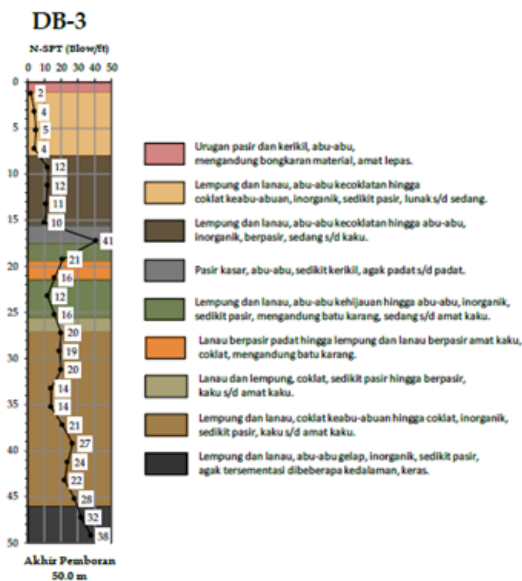 DB-3
N-SPT (Blow/ft)
0 10 20 30 40 50
0
5
10
15
20
25
30
35
40
45
50
2
4
5
4
12
12
11
10
41
21
16
12
16
20
19
20
14
14
21
27
24
22
28
32
38
Akhir Pemboran
50.0 m
Urugan pasir dan kerikil, abu-abu,
mengandung bongkaran material, amat lepas.
Lempung dan lanau, abu-abu kecoklatan hingga
coklat keabu-abuan, inorganik, sedikit pasir, lunak s/d sedang.
Lempung dan lanau, abu-abu kecoklatan hingga abu-abu,
inorganik, berpasir, sedang s/d kaku.
Pasir kasar, abu-abu, sedikit kerikil, agak padat s/d padat.
Lempung dan lanau, abu-abu kehijauan hingga abu-abu, inorganik,
sedikit pasir, mengandung batu karang, sedang s/d amat kaku.
Lanau berpasir padat hingga lempung dan lanau berpasir amat kaku,
coklat, mengandung batu karang.
Lanau dan lempung, coklat, sedikit pasir hingga berpasir,
kaku s/d amat kaku.
Lempung dan lanau, coklat keabu-abuan hingga coklat, inorganik,
sedikit pasir, kaku s/d amat kaku.
Lempung dan lanau, abu-abu gelap, inorganik, sedikit pasir,
agak tersementasi dibeberapa kedalaman, keras.